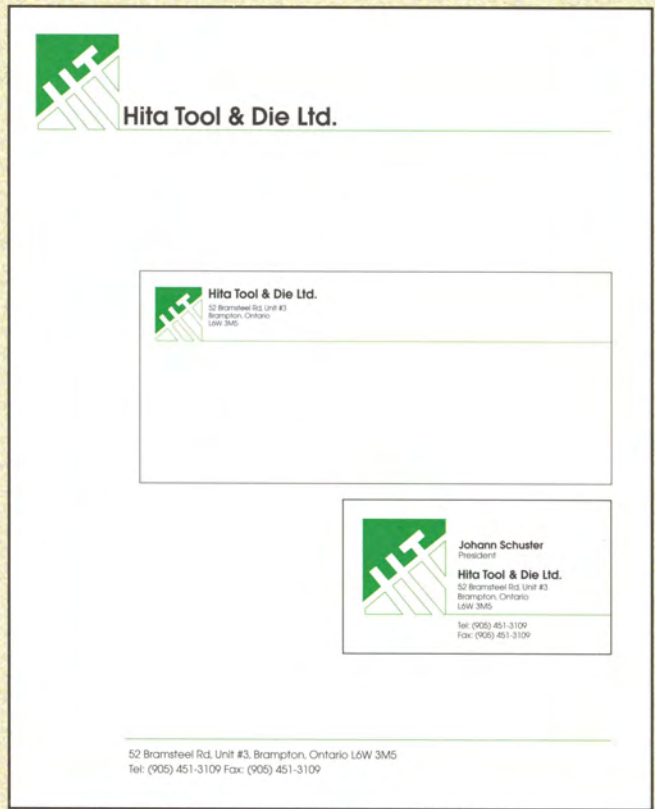 HT
Hita Tool & Die Ltd.
HT
Hita Tool & Die Ltd.
52 Bramsteel Rd, Unit #3
Brampton, Ontario
L6W 3M5
HT
Johann Schuster
President
Hita Tool & Die Ltd.
52 Bramsteel Rd, Unit #3
Brampton, Ontario
L6W 3M5
Tel: (905) 451-3109
Fax: (905) 451-3109
52 Bramsteel Rd, Unit #3, Brampton, Ontario L6W 3M5
Tel: (905) 451-3109 Fax: (905) 451-3109